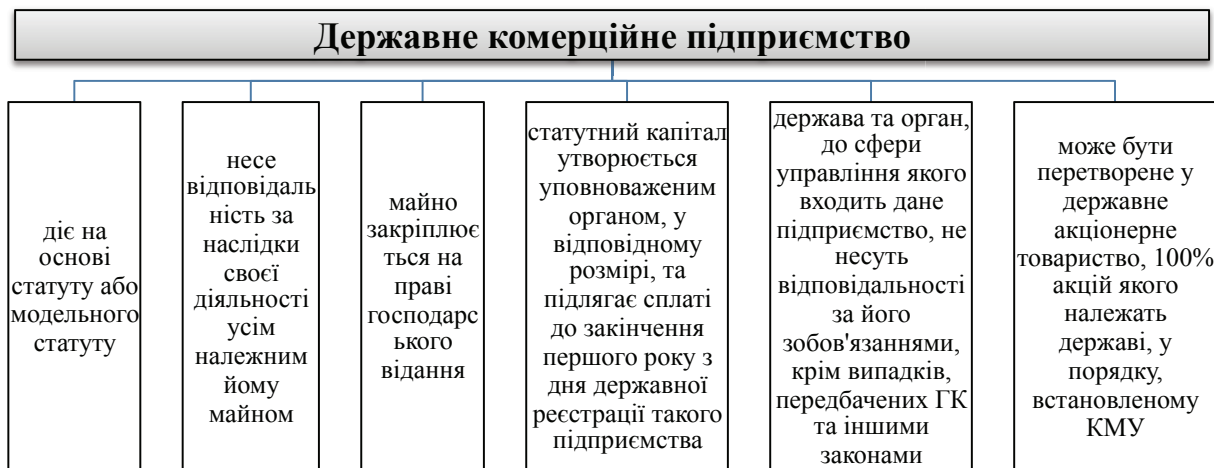 Державне комерційне підприємство
діє на
основі
статуту або
модельного
статуту
несе
відповідаль
ність за
наслідки
своєї
діяльності
усім
належним
йому
майном
майно
закріплює
ться на
праві
господарс
ького
відання
статутний капітал
утворюється
уповноваженим
органом, у
відповідному
розмірі, та
підлягає сплаті
до закінчення
першого року з
дня державної
реєстрації такого
підприємства
держава та орган,
до сфери
управління якого
входить дане
підприємство, не
несуть
відповідальності
за його
зобов'язаннями,
крім випадків,
передбачених ГК
та іншими
законами
може бути
перетворене у
державне
акціонерне
товариство, 100%
акцій якого
належать
державі, у
порядку,
встановленому
КМУ